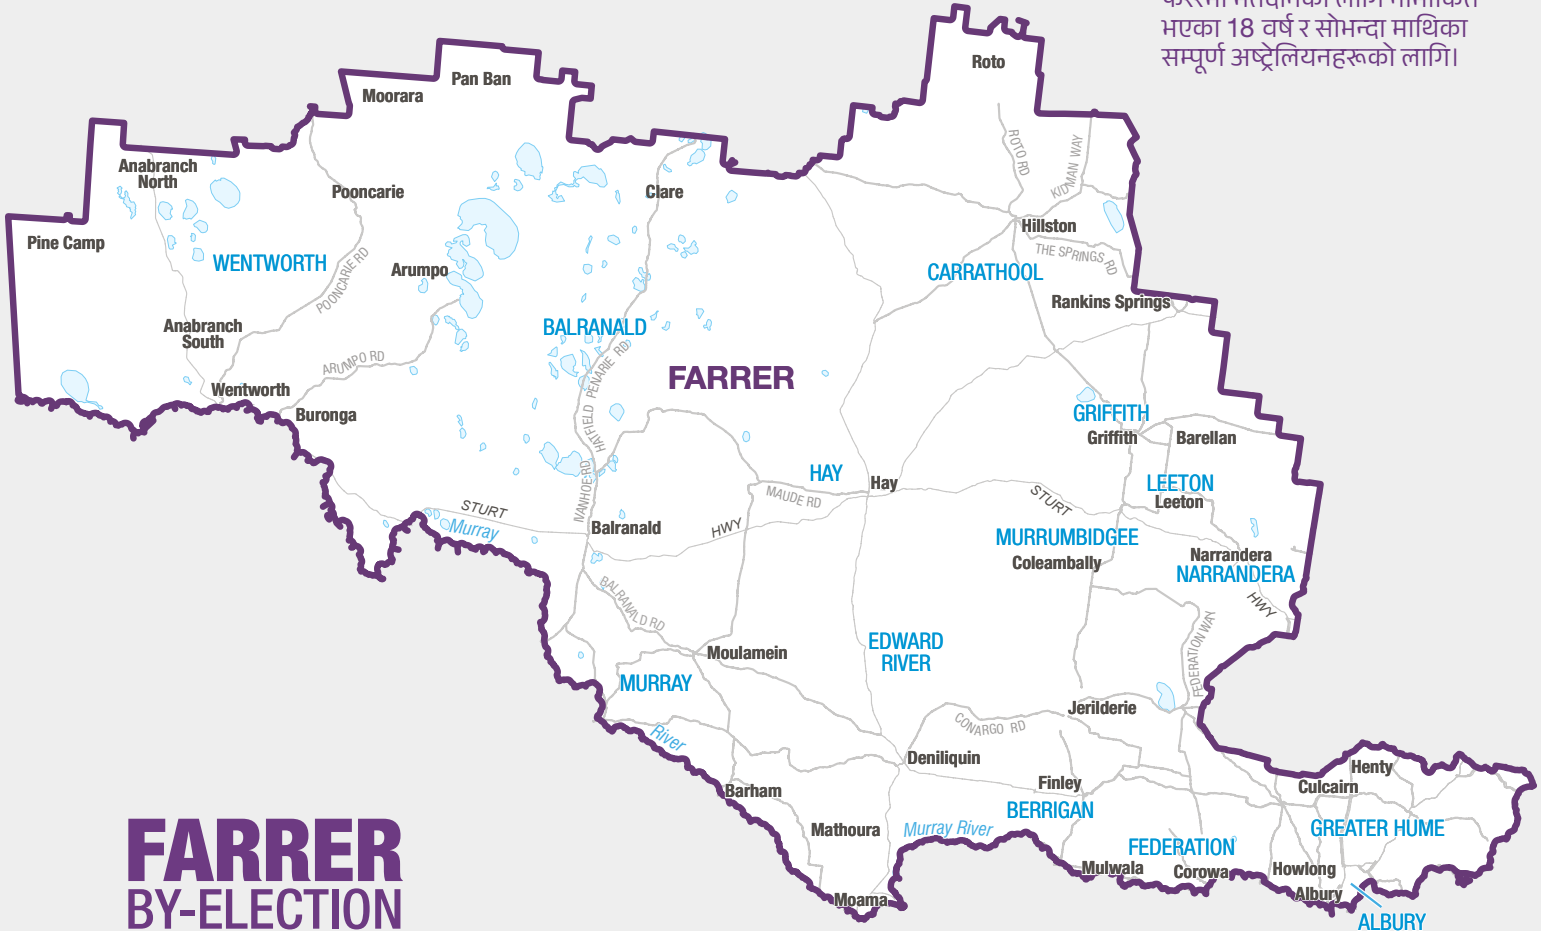 भएका 18 वर्ष र सोभन्दा माथिका
सम्पूर्ण अष्ट्रेलियनहरूको लागि।
Roto
Pan Ban
Moorara
ROTO RD
KIDMAN WAY
Anabranch
North
Pooncarie
Clare
Hillston
Pine Camp
WENTWORTH
POONCARIE RD
Arumpo
THE SPRINGS RD
CARRATHOOL
Rankins Springs
Anabranch
South
BALRANALD
ARUMPO RD
HATFIELD PENARIE RD
FARRER
Wentworth
Buronga
GRIFFITH
Griffith
Barellan
IVANHOE RD
HAY
Hay
MAUDE RD
LEETON
Leeton
STURT
STURT
Murray
Balranald
HWY
MURRUMBIDGEE
Coleambally
Narrandera
NARRANDERA
HWY
BALRANALD RD
EDWARD
RIVER
FEDERATION WAY
Moulamein
MURRAY
Jerilderie
River
CONARGO RD
Deniliquin
Henty
Finley
Culcairn
Barham
BERRIGAN
Mathoura
Murray River
GREATER HUME
FEDERATION
Mulwala
Corowa
Howlong
Albury
Moama
ALBURY
FARRER
BY-ELECTION